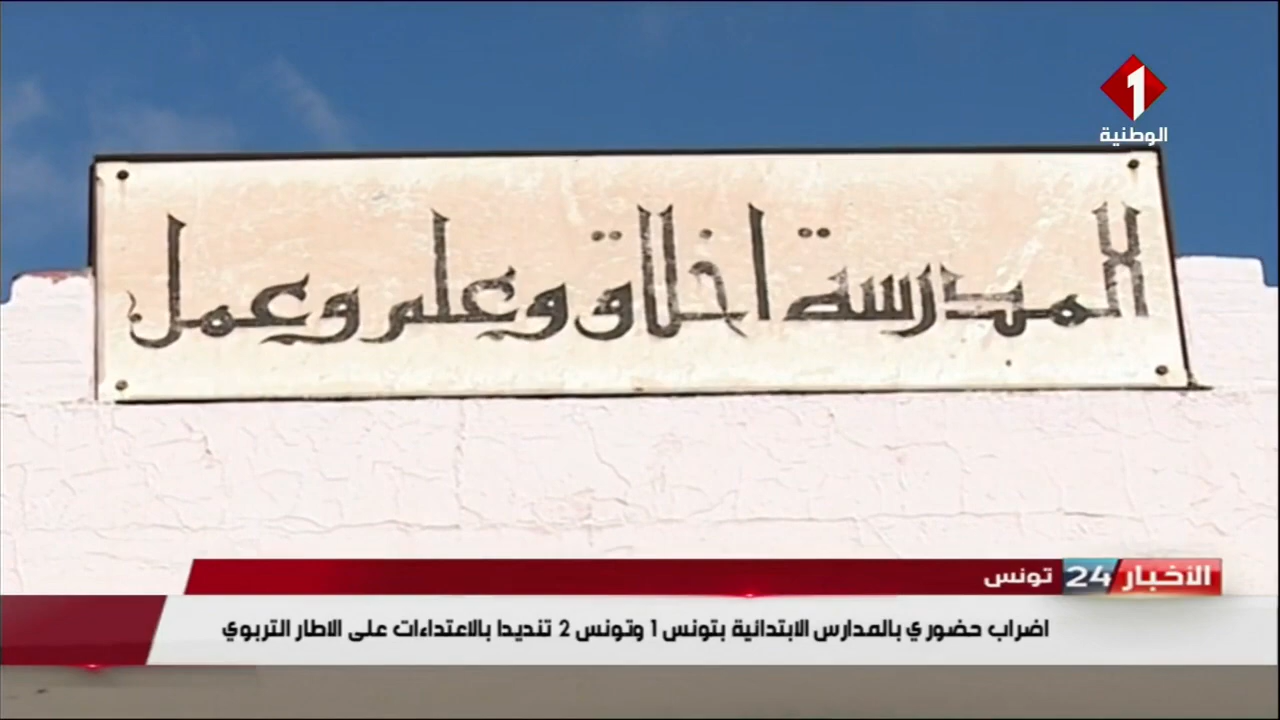 الوطنية
المدرسة اخلاق وعلم وعمل
الأخبار 24 تونس
اضراب حضوري بالمدارس الابتدائية بتونس 1 وتونس 2 تنديدا بالاعتداءات على الاطار التربوي